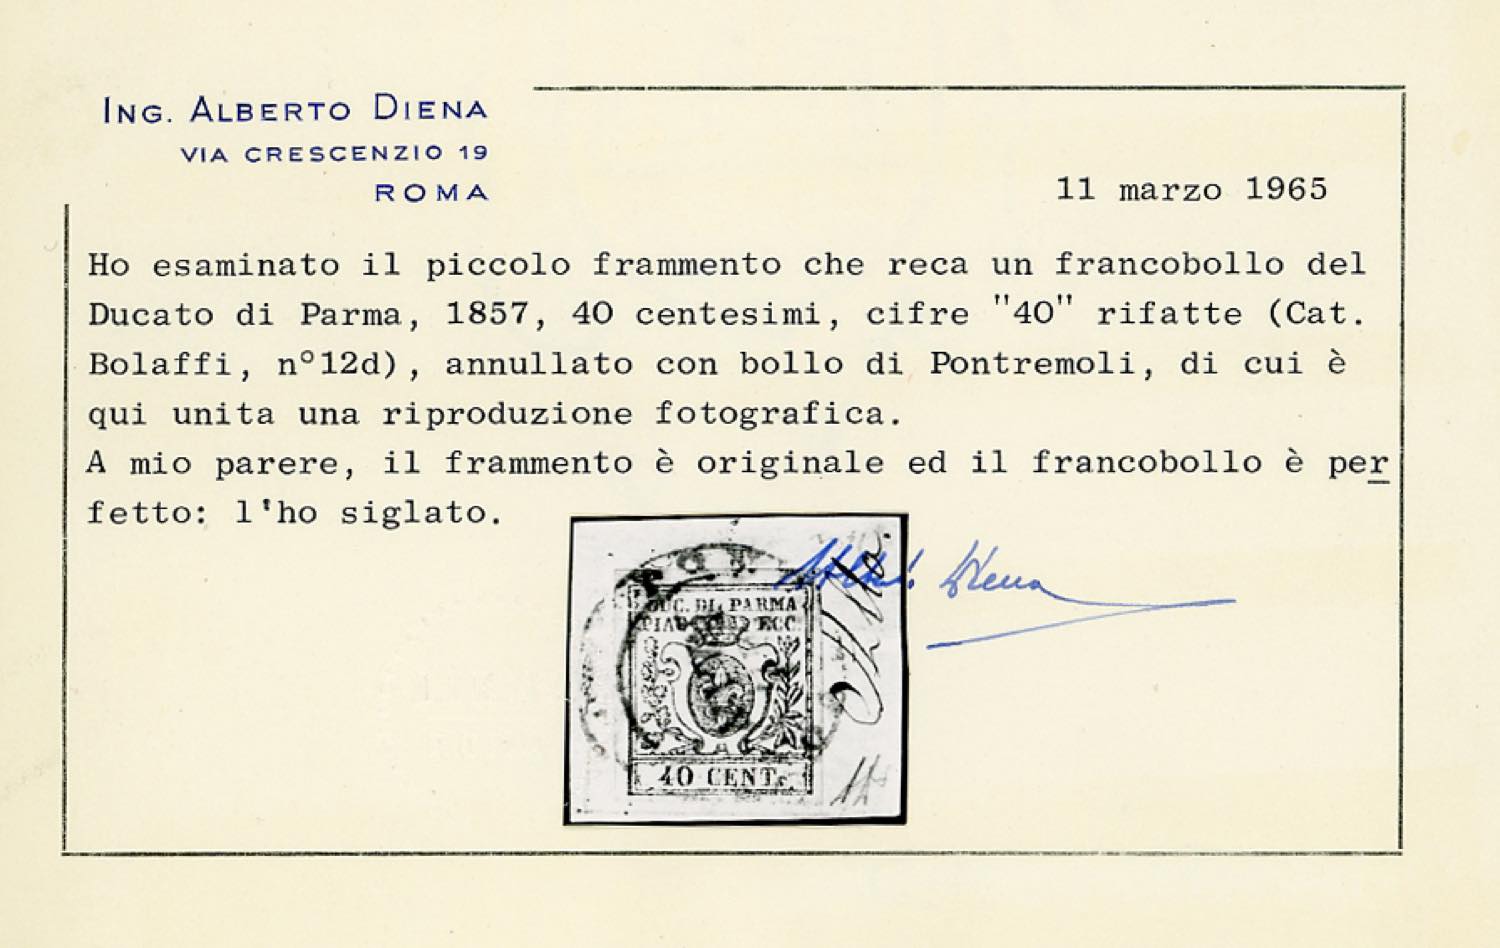 ING. ALBERTO DIENA
VIA CRESCENZIO 19
ROMA
11 marzo 1965
Ho esaminato il piccolo frammento che reca un francobollo del
Ducato di Parma, 1857, 40 centesimi, cifre "40" rifatte (Cat.
Bolaffi, n°12d), annullato con bollo di Pontremoli, di cui è
qui unita una riproduzione fotografica.
A mio parere, il frammento è originale ed il francobollo è per
fetto: l'ho siglato.
Diena
DUC. DI PARMA
ECC.
40 CENT.